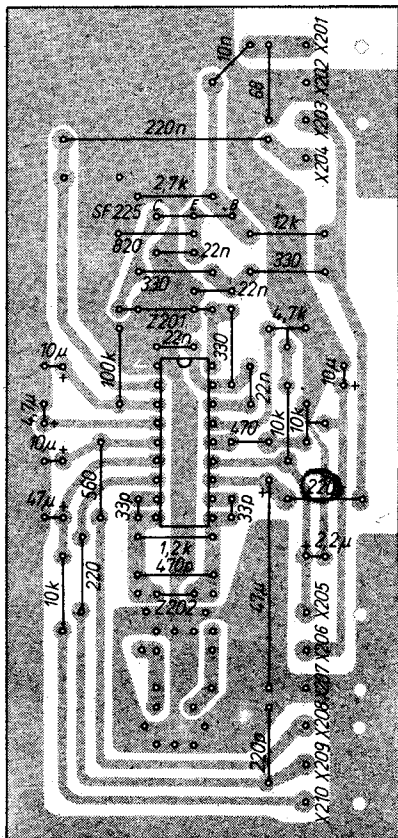 10n
X201
68
X202
X203
220n
X204
2,7k
SF225
C
E
B
820
12k
22n
330
330
22n
Z201
4,7k
22n
330
10µ
+
100k
22n
10µ
+
4,7µ
+
10k
10k
470
10µ
+
560
+
220
47µ
+
33p
33p
1,2k
2,2µ
+
470p
10k
220
47µ
Z202
X205
X206
X207
X208
220p
X209
X210